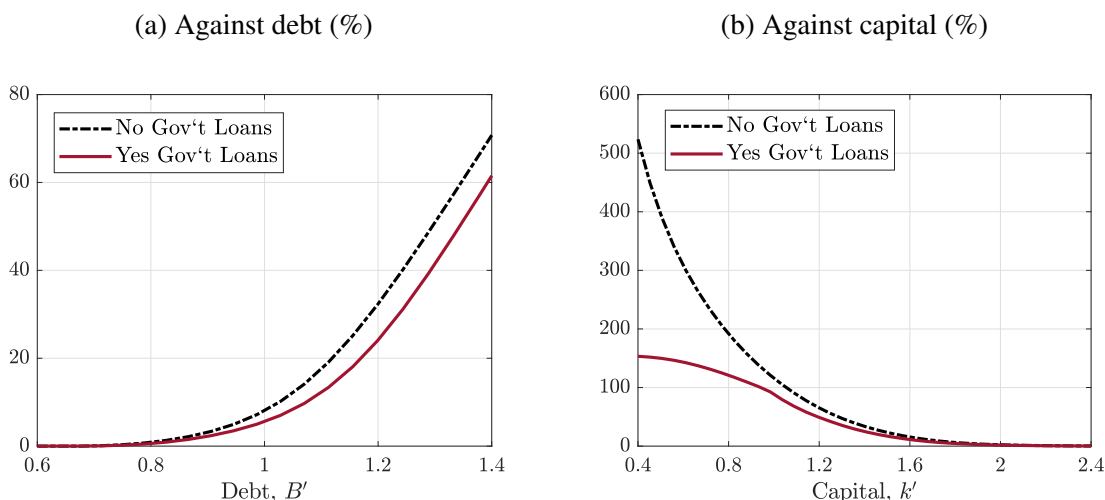 (a) Against debt (%)
80
60
40
20
0
0.6 0.8 1 1.2 1.4
Debt, B′
No Gov‘t Loans
Yes Gov‘t Loans
(b) Against capital (%)
600
500
400
300
200
100
0
0.4 0.8 1.2 1.6 2 2.4
Capital, k′
No Gov‘t Loans
Yes Gov‘t Loans